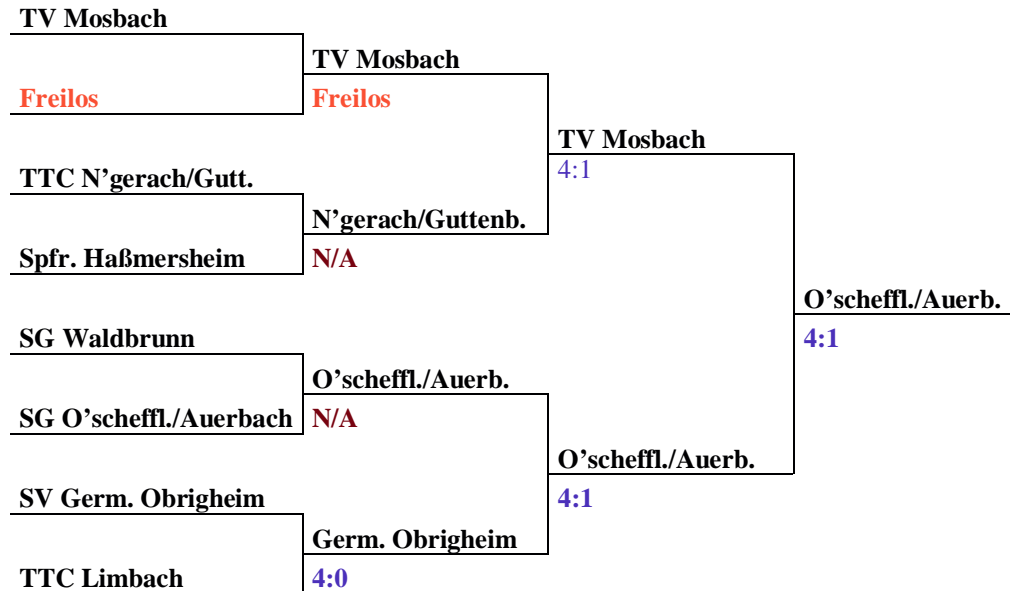 TV Mosbach
TV Mosbach
Freilos
Freilos
TV Mosbach
4:1
TTC N’gerach/Gutt.
N’gerach/Guttenb.
Spfr. Haßmersheim
N/A
O’scheffl./Auerb.
4:1
SG Waldbrunn
O’scheffl./Auerb.
SG O’scheffl./Auerbach
N/A
O’scheffl./Auerb.
4:1
SV Germ. Obrigheim
Germ. Obrigheim
TTC Limbach
4:0